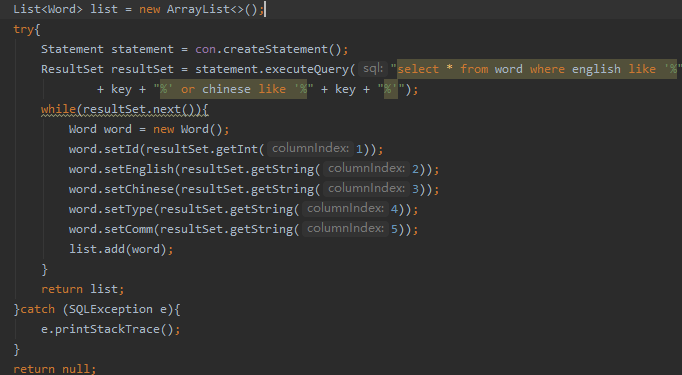 List<Word> list = new ArrayList<>();
try{
Statement statement = con.createStatement();
ResultSet resultSet = statement.executeQuery( sql: "select * from word where english like '%"
+ key + "%' or chinese like '%" + key + "%'");
while(resultSet.next()){
Word word = new Word();
word.setId(resultSet.getInt( columnIndex: 1));
word.setEnglish(resultSet.getString( columnIndex: 2));
word.setChinese(resultSet.getString( columnIndex: 3));
word.setType(resultSet.getString( columnIndex: 4));
word.setComm(resultSet.getString( columnIndex: 5));
list.add(word);
}
return list;
}catch (SQLException e){
e.printStackTrace();
}
return null;